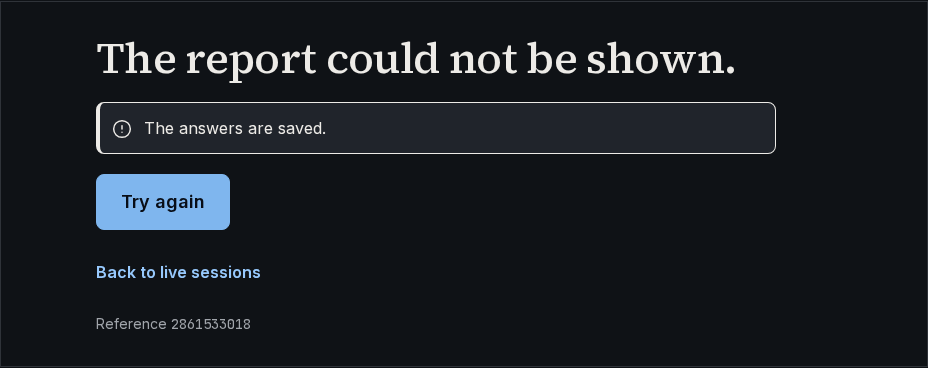 The report could not be shown.
The answers are saved.
Try again
Back to live sessions
Reference 2861533018